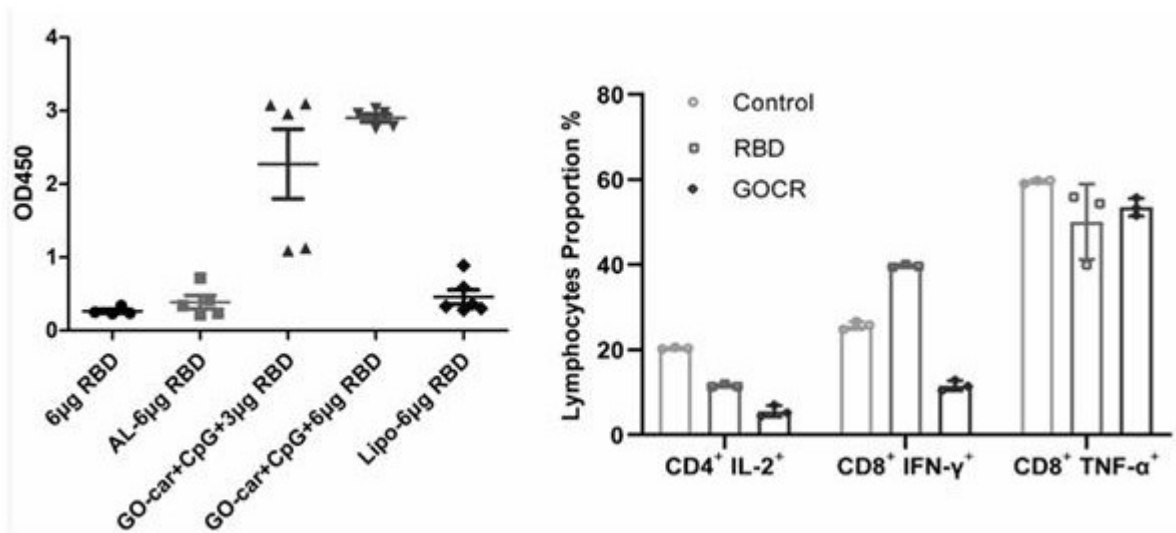 4
3
2
1
0
OD450
6μg RBD
AL-6μg RBD
GO-car+CpG+3μg RBD
GO-car+CpG+6μg RBD
Lipo-6μg RBD
80
60
40
20
0
Lymphocytes Proportion %
Control
RBD
GOCR
CD4⁺ IL-2⁺
CD8⁺ IFN-γ⁺
CD8⁺ TNF-α⁺